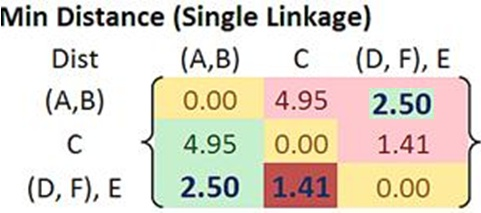 Min Distance (Single Linkage)
Dist (A,B) C (D, F), E
(A,B) 0.00 4.95 2.50
C 4.95 0.00 1.41
(D, F), E 2.50 1.41 0.00